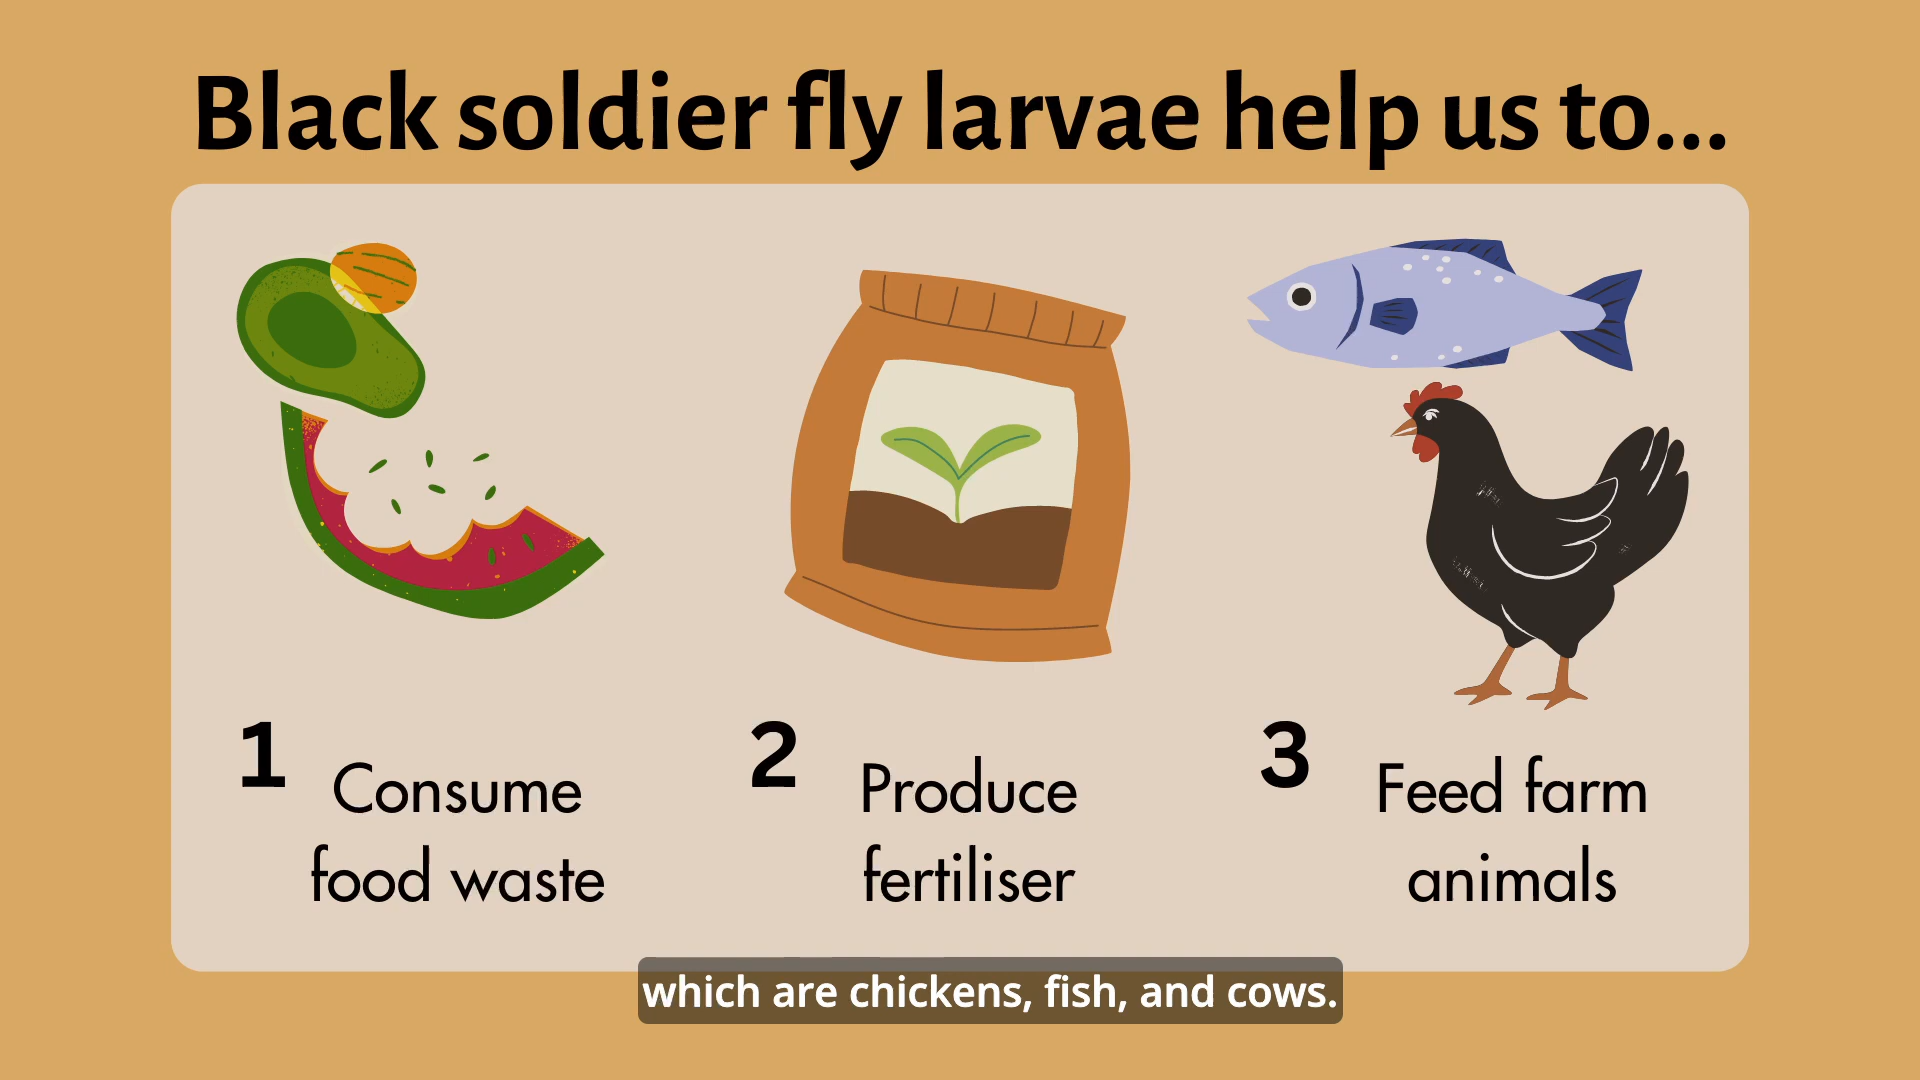 Black soldier fly larvae help us to...
1 Consume
food waste
2 Produce
fertiliser
3 Feed farm
animals
which are chickens, fish, and cows.